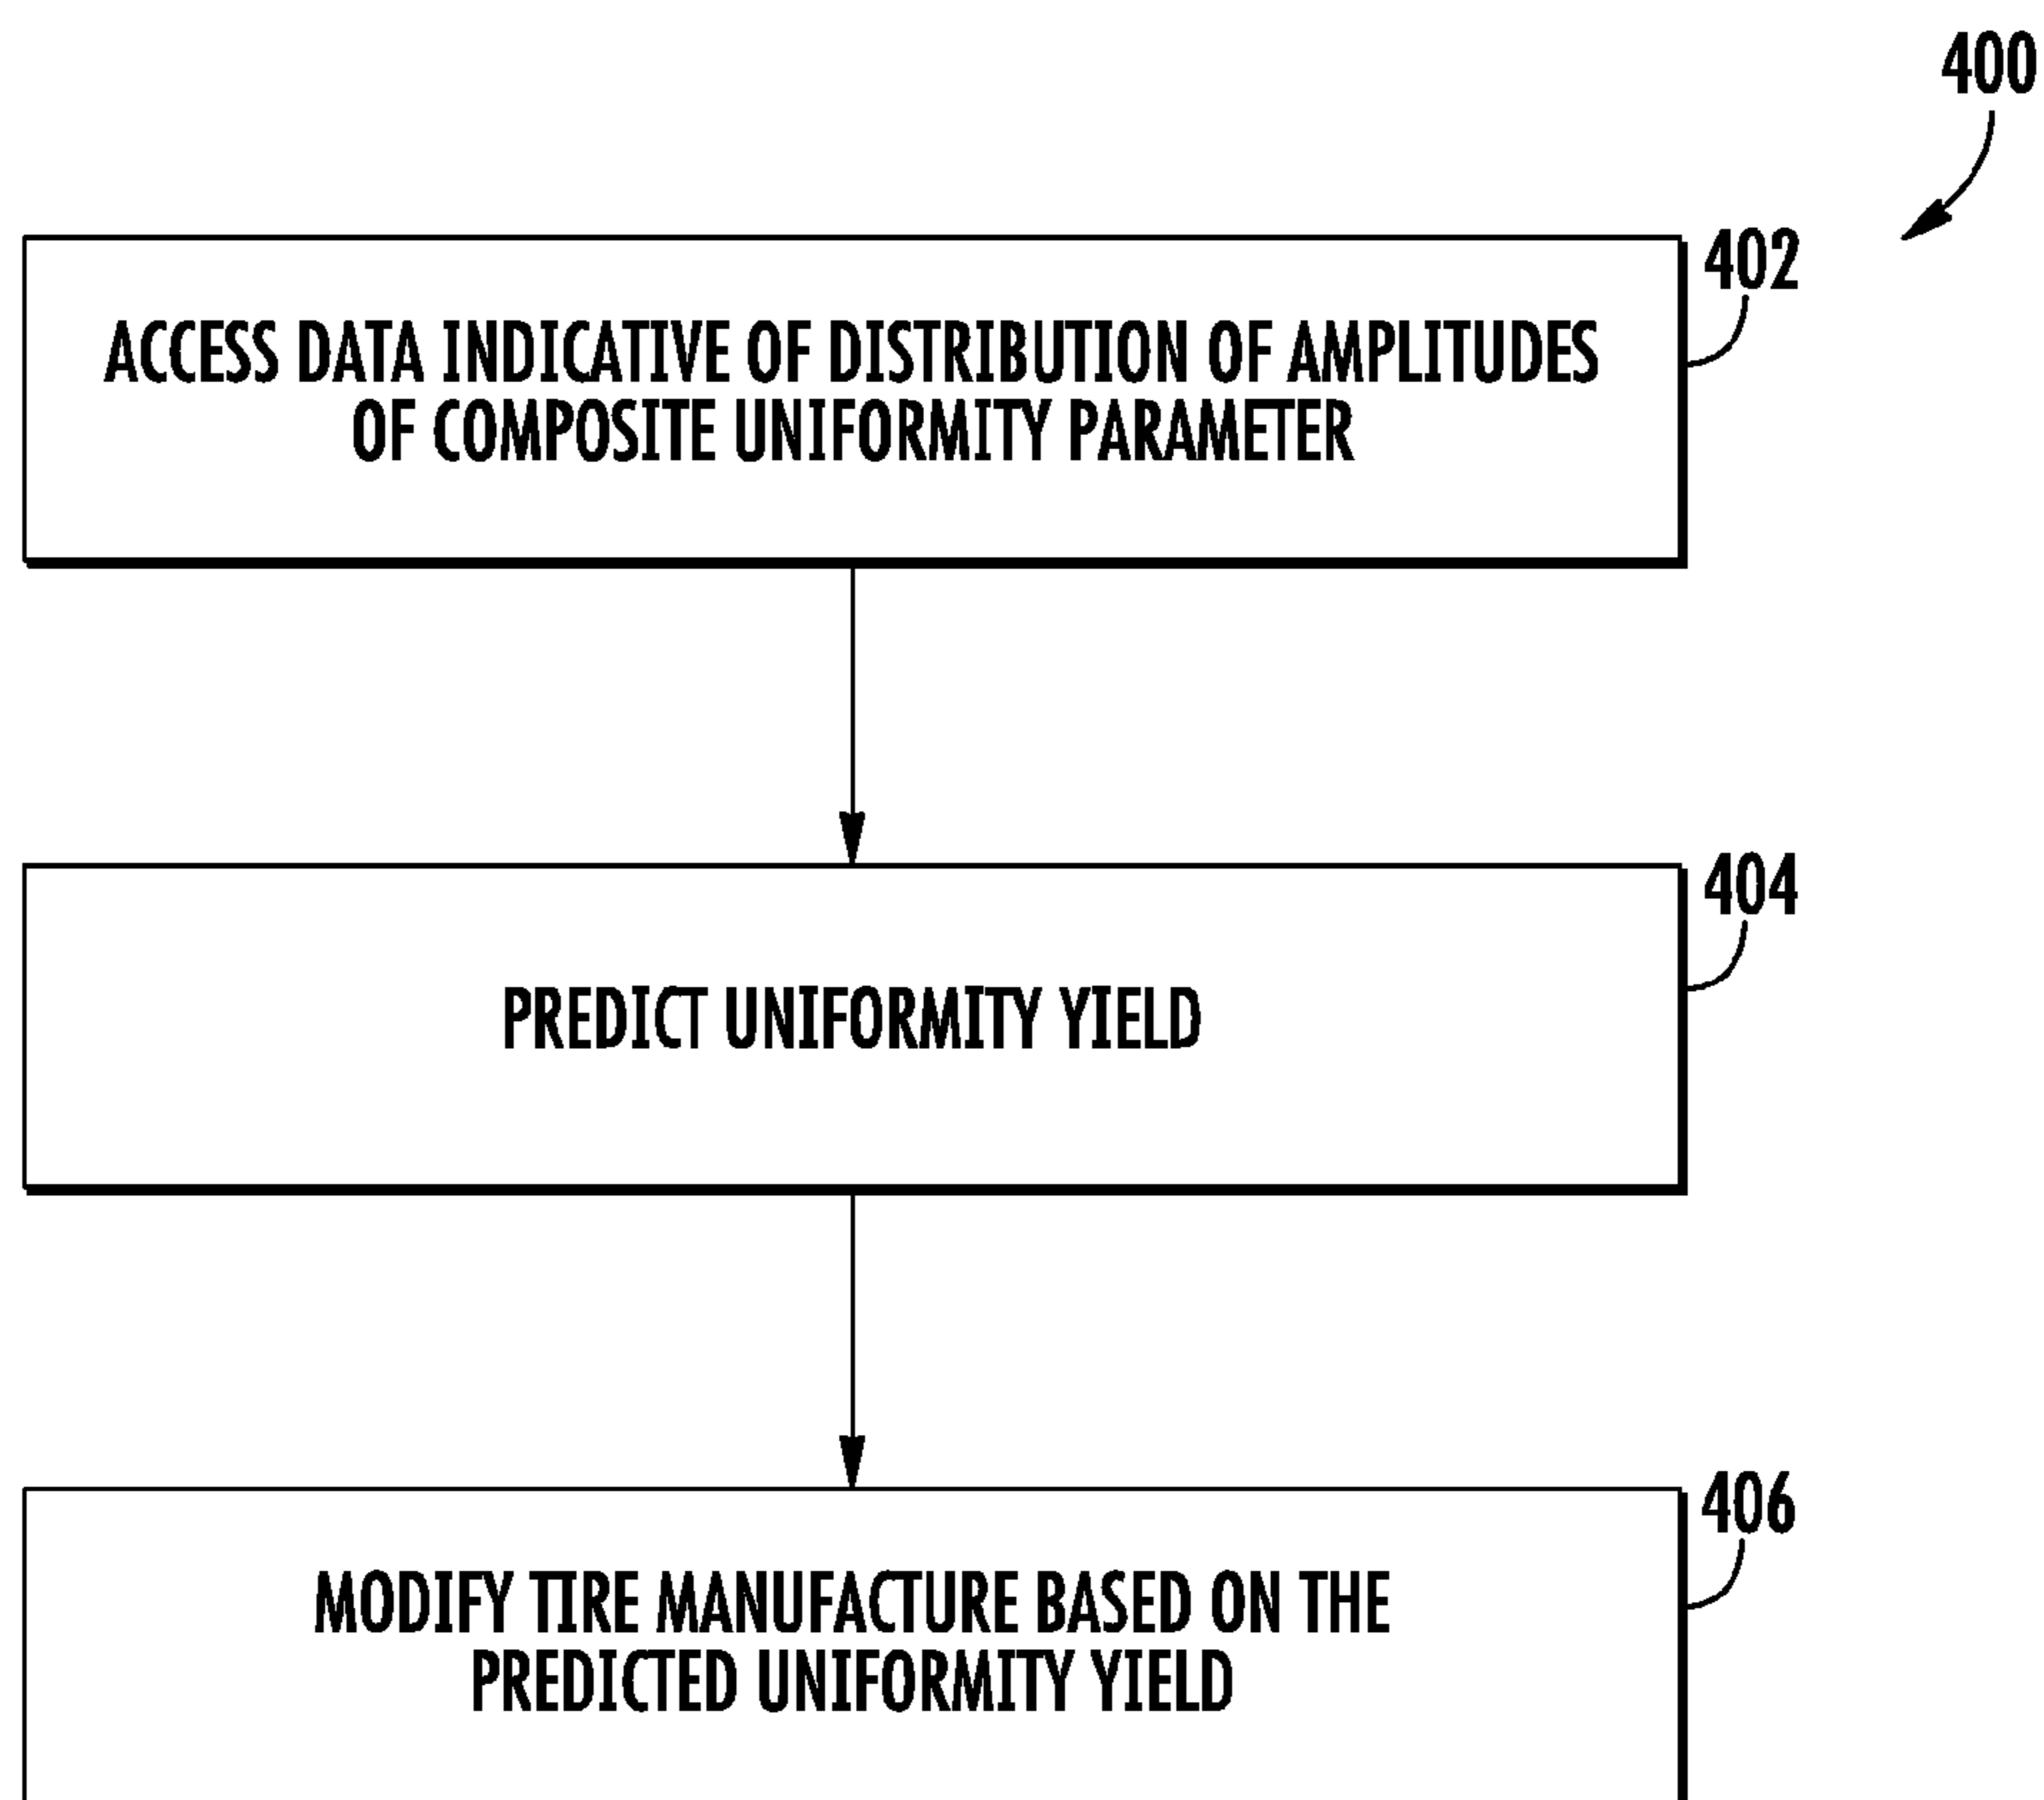 400
402
ACCESS DATA INDICATIVE OF DISTRIBUTION OF AMPLITUDES
OF COMPOSITE UNIFORMITY PARAMETER
404
PREDICT UNIFORMITY YIELD
406
MODIFY TIRE MANUFACTURE BASED ON THE
PREDICTED UNIFORMITY YIELD